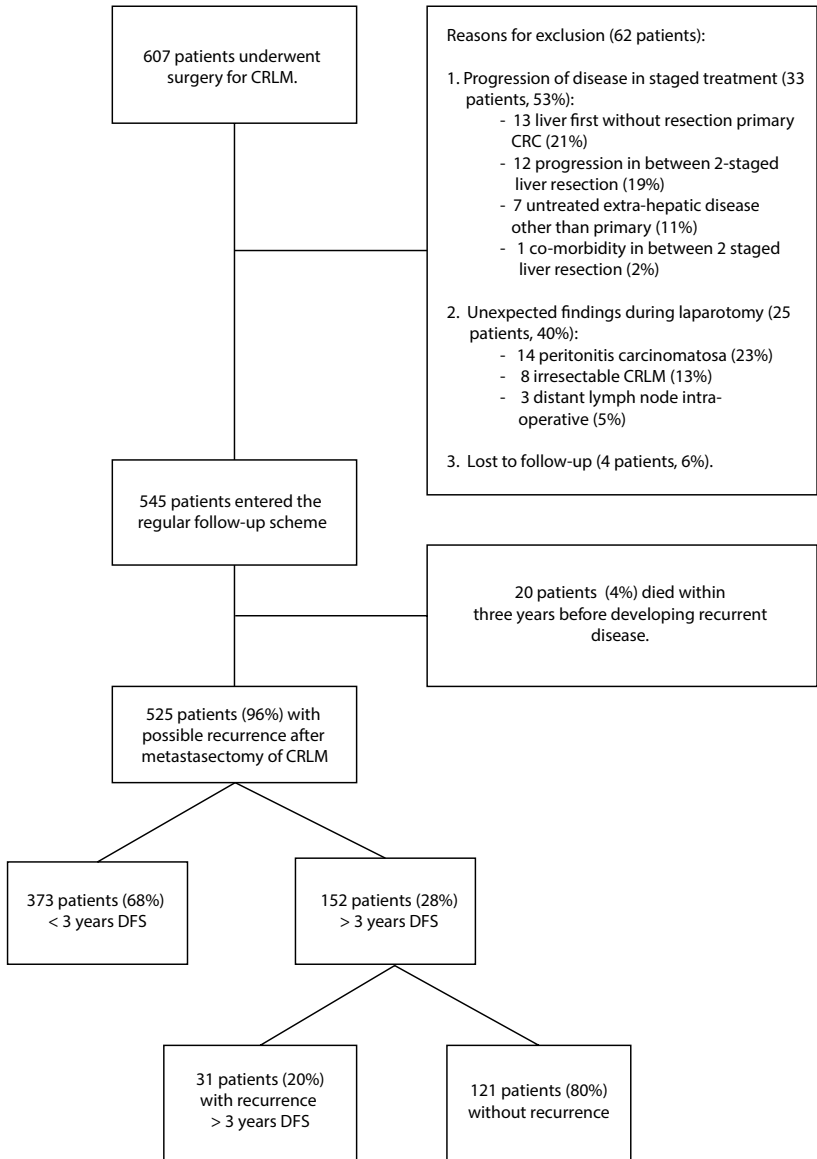 607 patients underwent
surgery for CRLM.
Reasons for exclusion (62 patients):
1. Progression of disease in staged treatment (33
patients, 53%):
- 13 liver first without resection primary
CRC (21%)
- 12 progression in between 2-staged
liver resection (19%)
- 7 untreated extra-hepatic disease
other than primary (11%)
- 1 co-morbidity in between 2 staged
liver resection (2%)
2. Unexpected findings during laparotomy (25
patients, 40%):
- 14 peritonitis carcinomatosa (23%)
- 8 irresectable CRLM (13%)
- 3 distant lymph node intra-
operative (5%)
3. Lost to follow-up (4 patients, 6%).
545 patients entered the
regular follow-up scheme
20 patients (4%) died within
three years before developing recurrent
disease.
525 patients (96%) with
possible recurrence after
metastasectomy of CRLM
373 patients (68%)
< 3 years DFS
152 patients (28%)
> 3 years DFS
31 patients (20%)
with recurrence
> 3 years DFS
121 patients (80%)
without recurrence